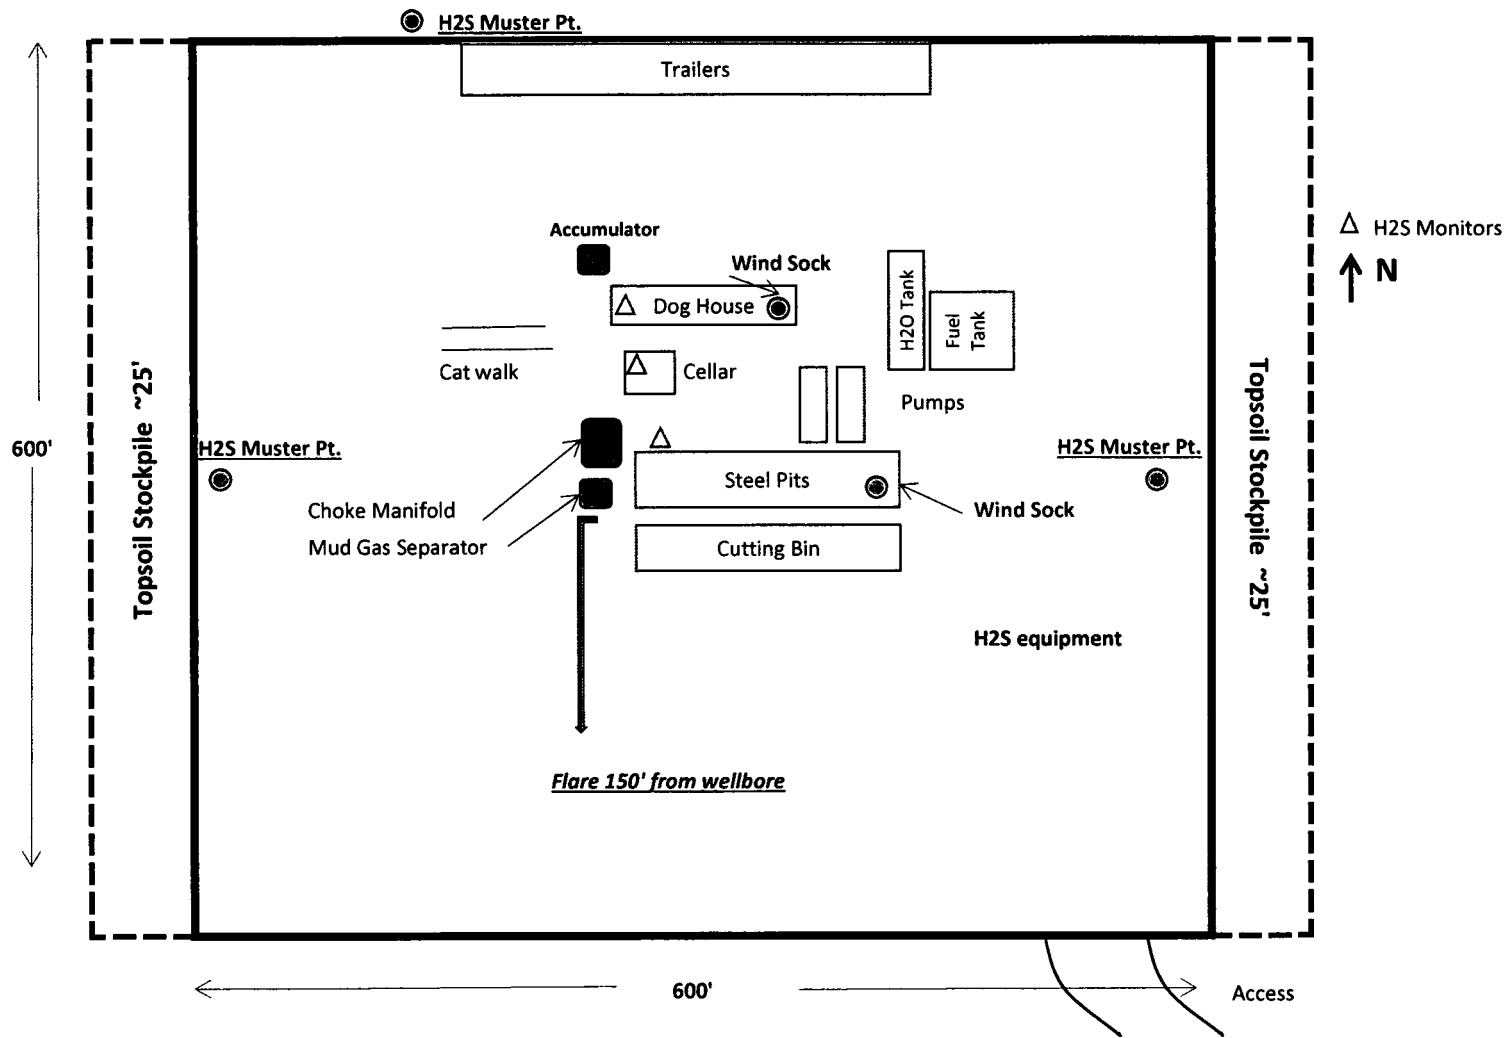 H2S Muster Pt.
Trailers
Accumulator
Wind Sock
Dog House
H2O Tank
Fuel
Tank
Cat walk
Cellar
Pumps
H2S Monitors
N
600'
Topsoil Stockpile ~25'
H2S Muster Pt.
H2S Muster Pt.
Topsoil Stockpile ~25'
Steel Pits
Choke Manifold
Wind Sock
Mud Gas Separator
Cutting Bin
H2S equipment
Flare 150' from wellbore
600'
Access